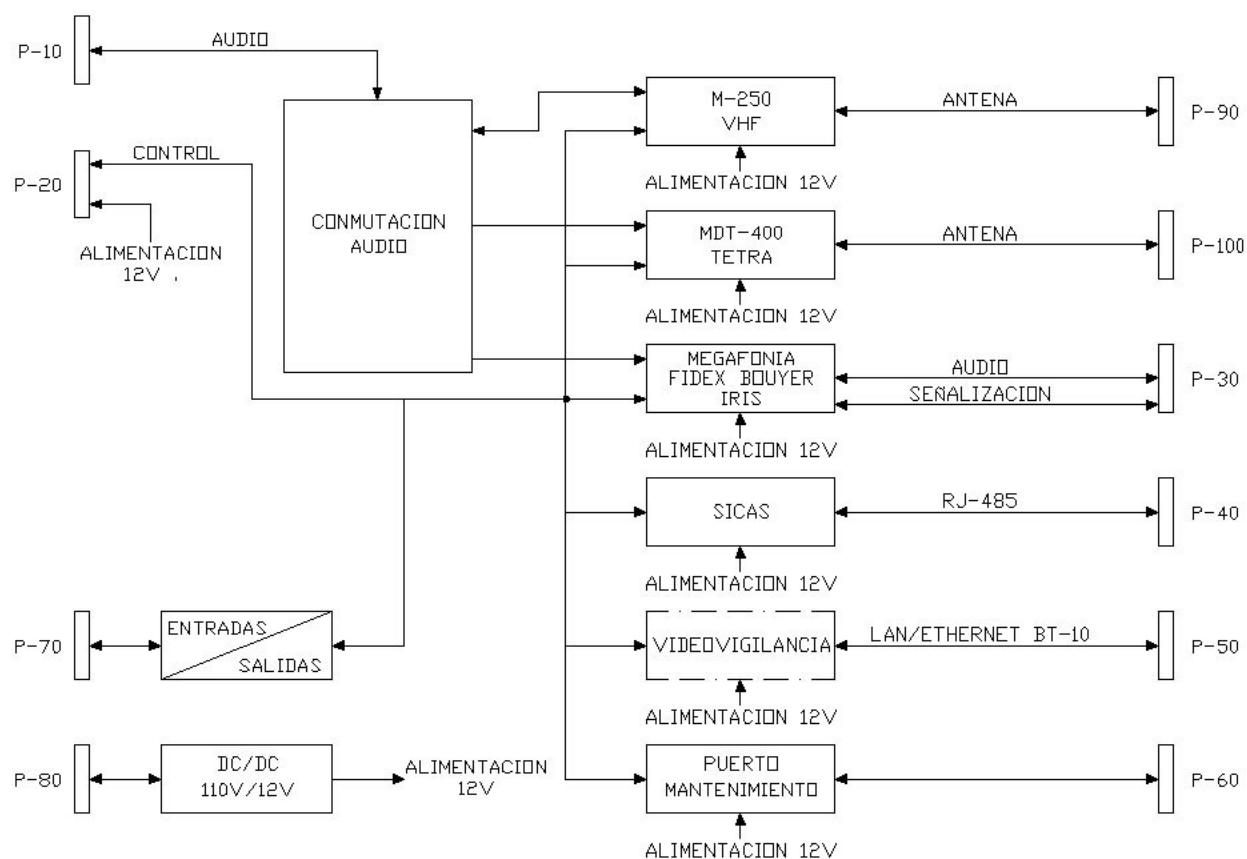 P-10
AUDIO
M-250
VHF
ANTENA
P-90
P-20
CONTROL
ALIMENTACION 12V
ALIMENTACION
12V .
CONMUTACION
AUDIO
MDT-400
TETRA
ANTENA
P-100
ALIMENTACION 12V
MEGAFONIA
FIDEX BOUYER
IRIS
AUDIO
SEÑALIZACION
P-30
ALIMENTACION 12V
SICAS
RJ-485
P-40
ALIMENTACION 12V
P-70
ENTRADAS
SALIDAS
VIDEOVIGILANCIA
LAN/ETHERNET BT-10
P-50
ALIMENTACION 12V
P-80
DC/DC
110V/12V
ALIMENTACION
12V
PUERTO
MANTENIMIENTO
P-60
ALIMENTACION 12V